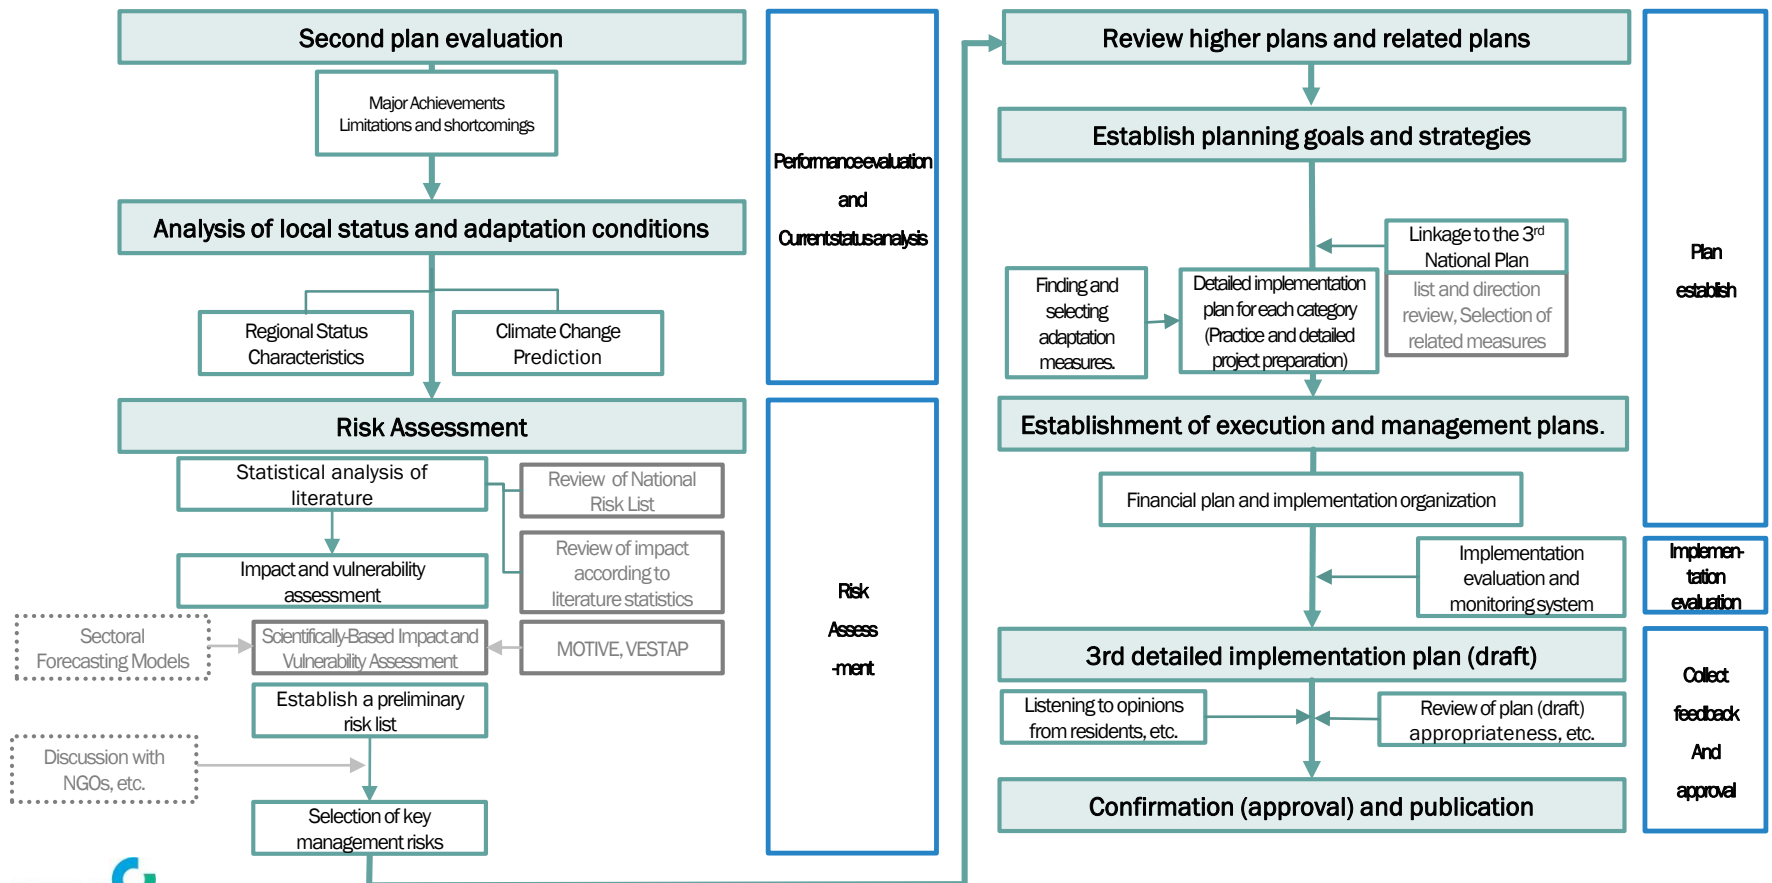 Second plan evaluation
Major Achievements
Limitations and shortcomings
Analysis of local status and adaptation conditions
Regional Status
Characteristics
Climate Change
Prediction
Risk Assessment
Statistical analysis of
literature
Review of National
Risk List
Review of impact
according to
literature statistics
Impact and vulnerability
assessment
Sectoral
Forecasting Models
Scientifically-Based Impact and
Vulnerability Assessment
MOTIVE, VESTAP
Establish a preliminary
risk list
Discussion with
NGOs, etc.
Selection of key
management risks
Performance evaluation
and
Current status analysis
Risk
Assess
-ment
Review higher plans and related plans
Establish planning goals and strategies
Linkage to the 3rd
National Plan
list and direction
review, Selection of
related measures
Finding and
selecting
adaptation
measures.
Detailed implementation
plan for each category
(Practice and detailed
project preparation)
Establishment of execution and management plans.
Financial plan and implementation organization
Implementation
evaluation and
monitoring system
3rd detailed implementation plan (draft)
Listening to opinions
from residents, etc.
Review of plan (draft)
appropriateness, etc.
Confirmation (approval) and publication
Plan
establish
Implemen-
tation
evaluation
Collect
feedback
And
approval